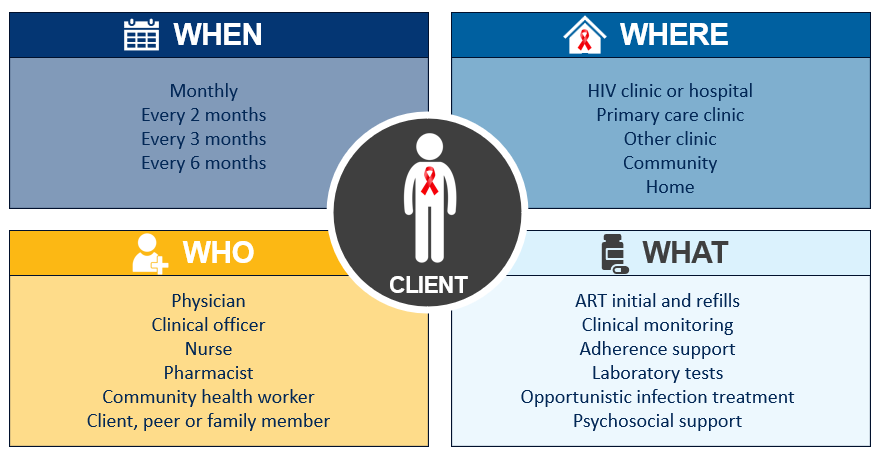 WHEN
Monthly
Every 2 months
Every 3 months
Every 6 months
WHERE
HIV clinic or hospital
Primary care clinic
Other clinic
Community
Home
CLIENT
WHO
Physician
Clinical officer
Nurse
Pharmacist
Community health worker
Client, peer or family member
WHAT
ART initial and refills
Clinical monitoring
Adherence support
Laboratory tests
Opportunistic infection treatment
Psychosocial support